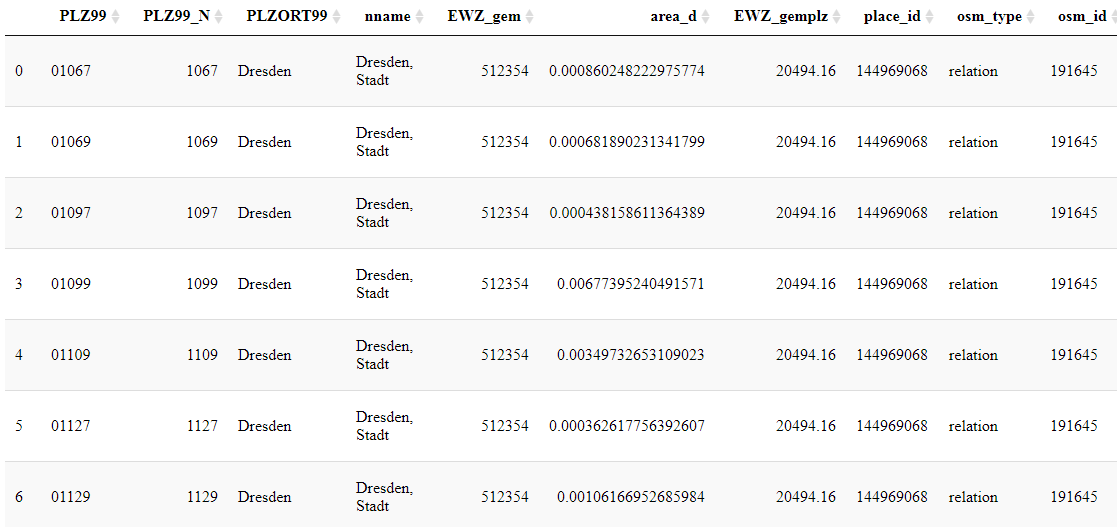 PLZ99 PLZ99_N PLZORT99 nname EWZ_gem area_d EWZ_gemplz place_id osm_type osm_id
0 01067 1067 Dresden Dresden, Stadt 512354 0.000860248222975774 20494.16 144969068 relation 191645
1 01069 1069 Dresden Dresden, Stadt 512354 0.000681890231341799 20494.16 144969068 relation 191645
2 01097 1097 Dresden Dresden, Stadt 512354 0.000438158611364389 20494.16 144969068 relation 191645
3 01099 1099 Dresden Dresden, Stadt 512354 0.00677395240491571 20494.16 144969068 relation 191645
4 01109 1109 Dresden Dresden, Stadt 512354 0.00349732653109023 20494.16 144969068 relation 191645
5 01127 1127 Dresden Dresden, Stadt 512354 0.000362617756392607 20494.16 144969068 relation 191645
6 01129 1129 Dresden Dresden, Stadt 512354 0.00106166952685984 20494.16 144969068 relation 191645